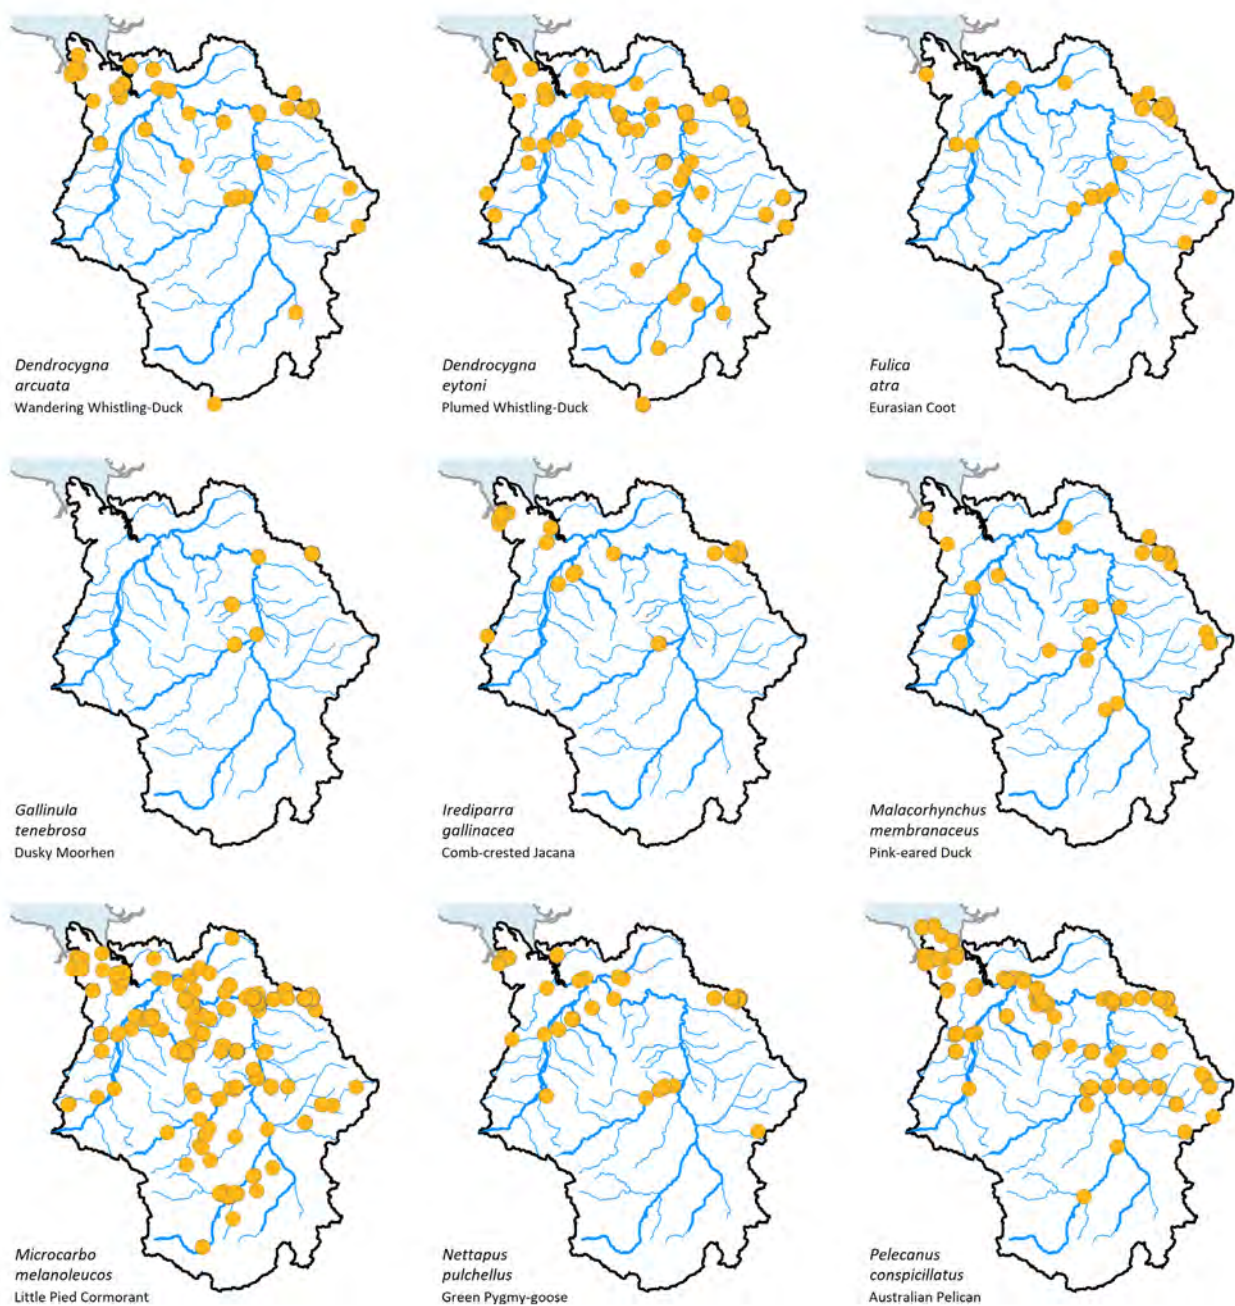 Dendrocygna
arcuata
Wandering Whistling-Duck
Dendrocygna
eytoni
Plumed Whistling-Duck
Fulica
atra
Eurasian Coot
Gallinula
tenebrosa
Dusky Moorhen
Irediparra
gallinacea
Comb-crested Jacana
Malacorhynchus
membranaceus
Pink-eared Duck
Microcarbo
melanoleucos
Little Pied Cormorant
Nettapus
pulchellus
Green Pygmy-goose
Pelecanus
conspicillatus
Australian Pelican